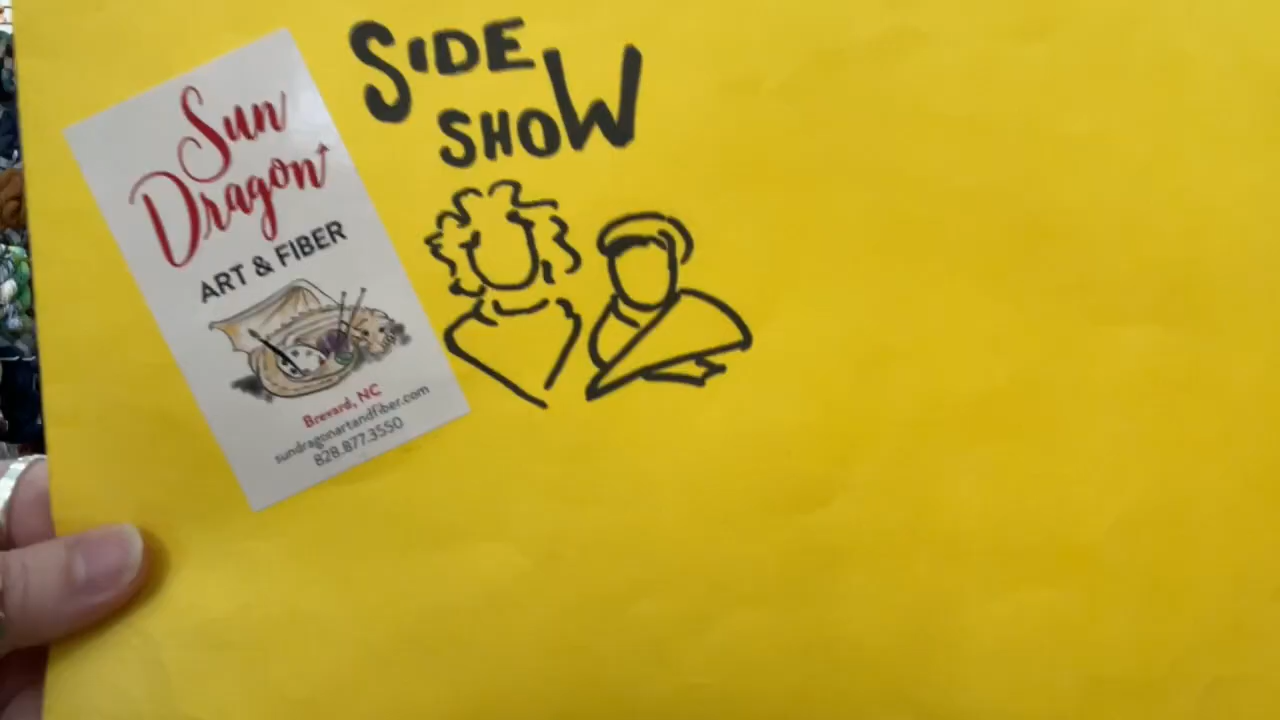 SIDE
SHOW
Sun
Dragon
ART & FIBER
Brevard, NC
sundragonartandfiber.com
828.877.3550